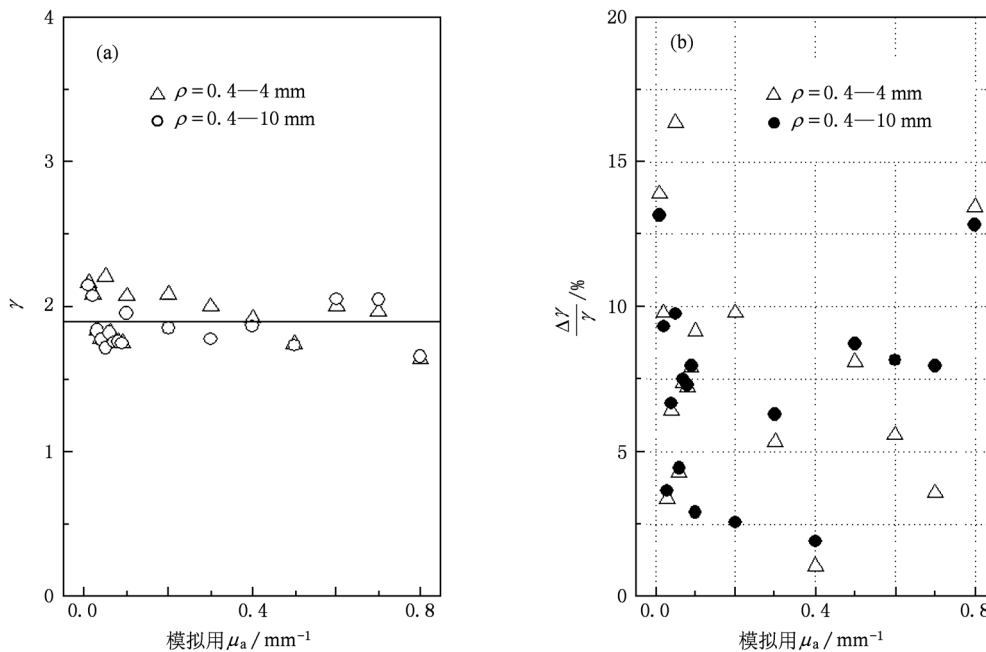 (a)
△ ρ=0.4—4 mm
○ ρ=0.4—10 mm
4
3
2
1
0
γ
0.0 0.4 0.8
模拟用μa / mm⁻¹
(b)
△ ρ=0.4—4 mm
● ρ=0.4—10 mm
20
15
10
5
0
Δγ/γ /%
0.0 0.4 0.8
模拟用μa / mm⁻¹